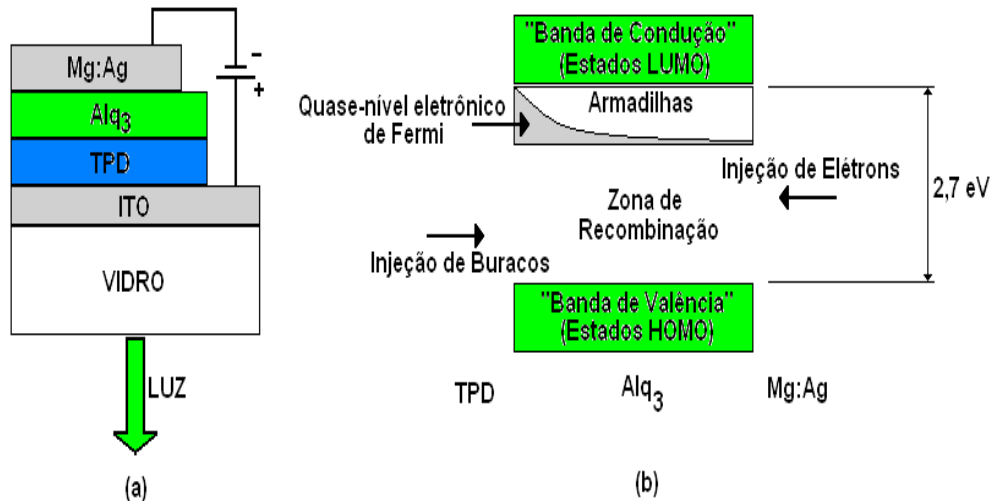 Mg:Ag
Alq3
TPD
ITO
VIDRO
LUZ
−
+
(a)
"Banda de Condução"
(Estados LUMO)
Quase-nível eletrônico
de Fermi
Armadilhas
Injeção de Elétrons
2,7 eV
Zona de
Recombinação
Injeção de Buracos
"Banda de Valência"
(Estados HOMO)
TPD
Alq3
Mg:Ag
(b)